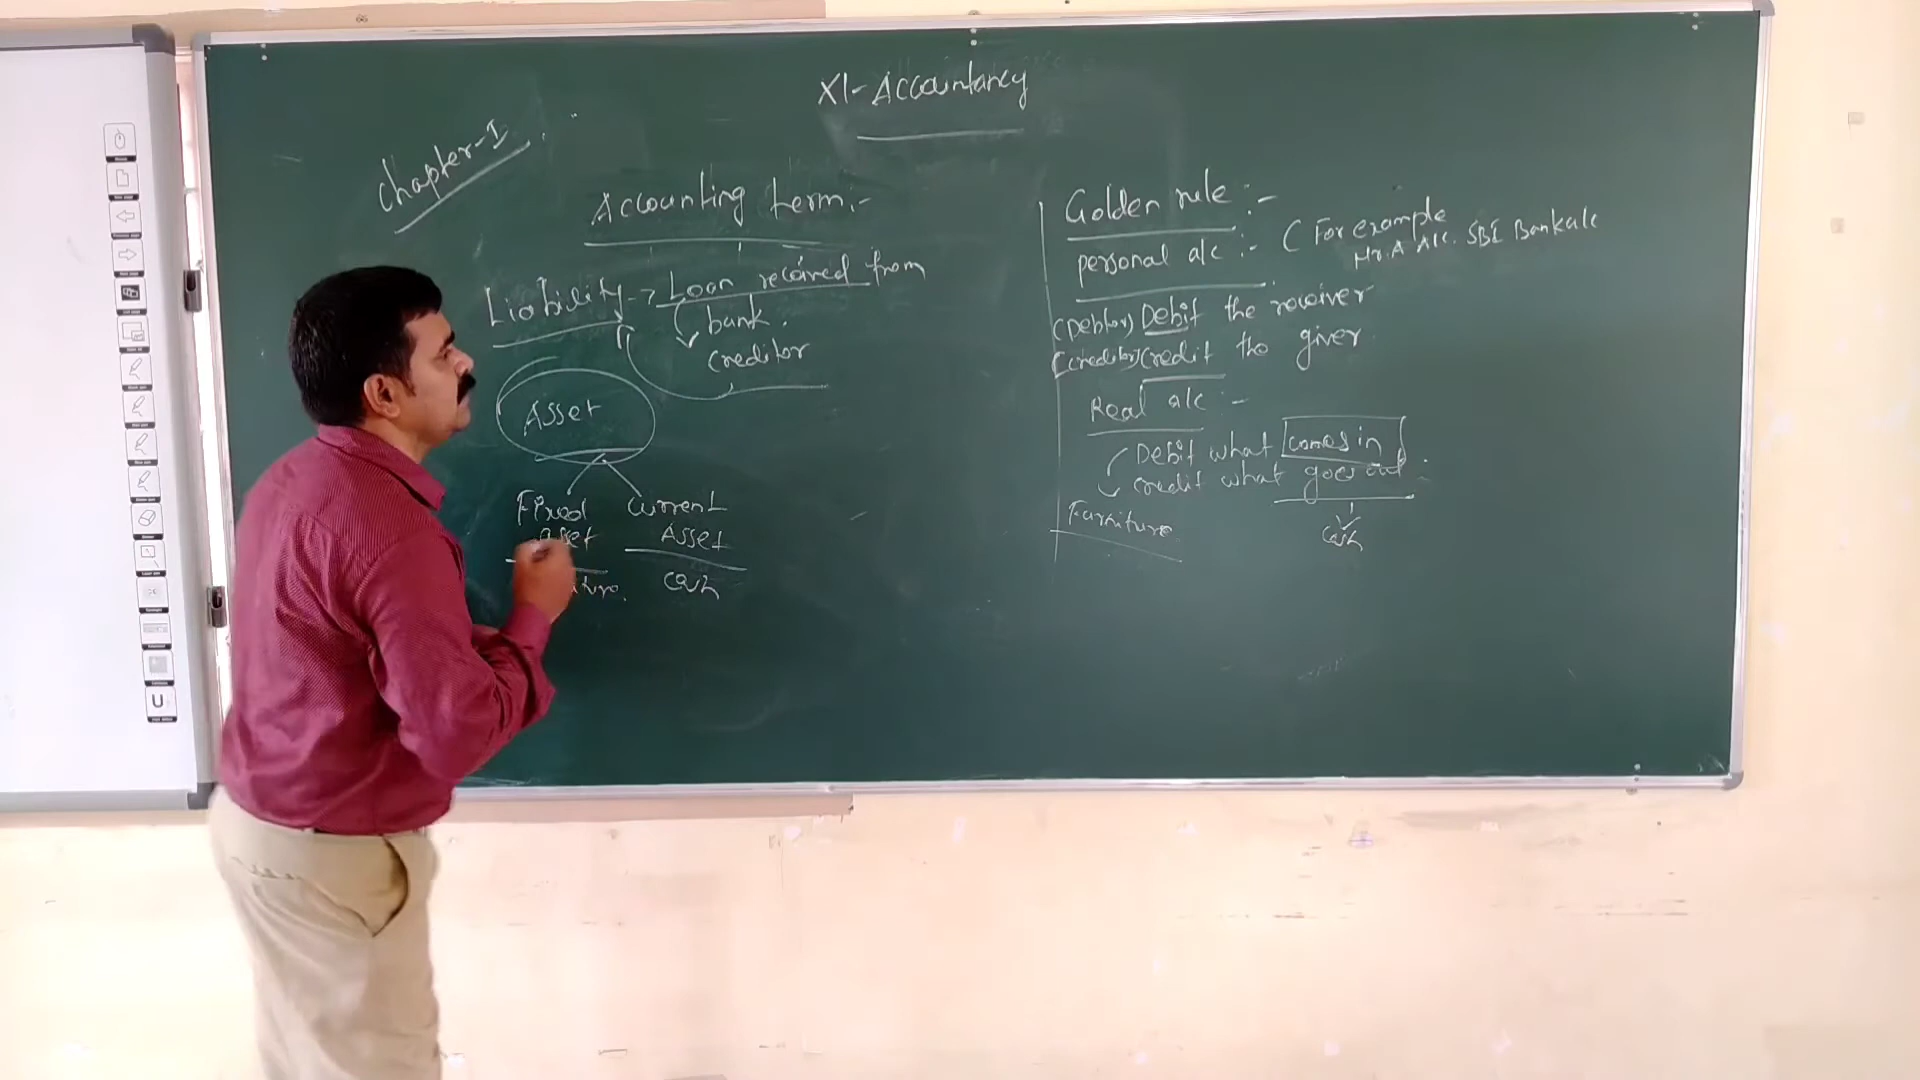 XI-Accountancy
Chapter-I
Accounting term:-
Liability → Loan received from
bank.
creditor
Asset
Fixed
Asset
Current
Asset
cash
Golden rule :-
personal a/c :- ( For example
Mr. A A/c. SBI Bank a/c
(Debtor) Debit the receiver
(creditor) credit the giver
Real a/c :-
Debit what comes in
credit what goes out
Furniture
cash
U